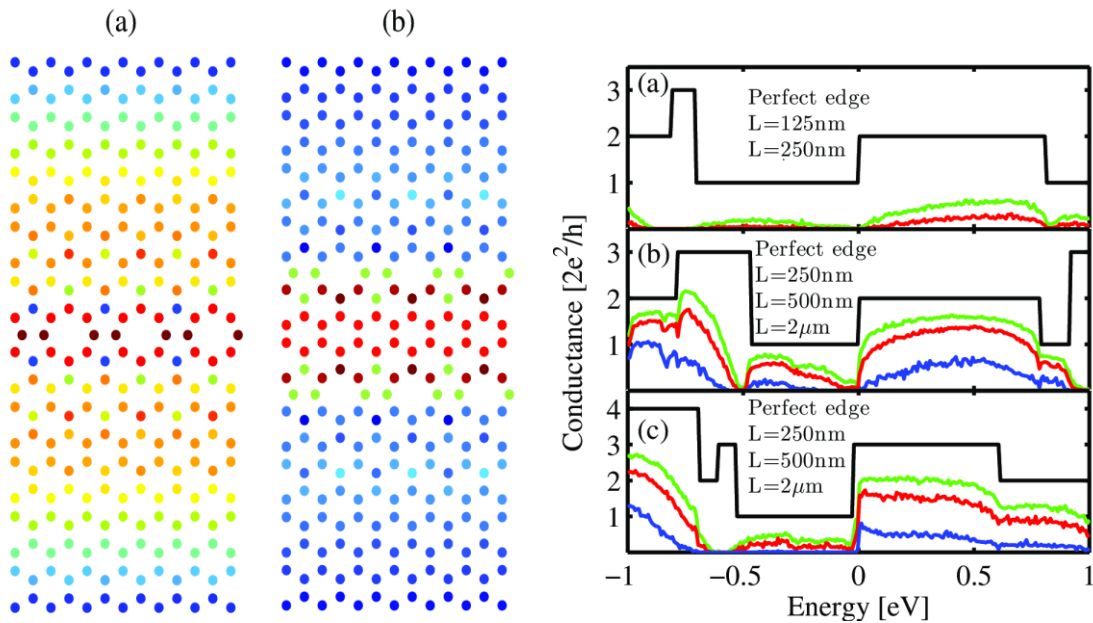 (a)
(b)
Conductance [2e²/h]
(a)
Perfect edge
L=125nm
L=250nm
3
2
1
(b)
Perfect edge
L=250nm
L=500nm
L=2μm
3
2
1
(c)
Perfect edge
L=250nm
L=500nm
L=2μm
4
3
2
1
−1
−0.5
0
0.5
1
Energy [eV]